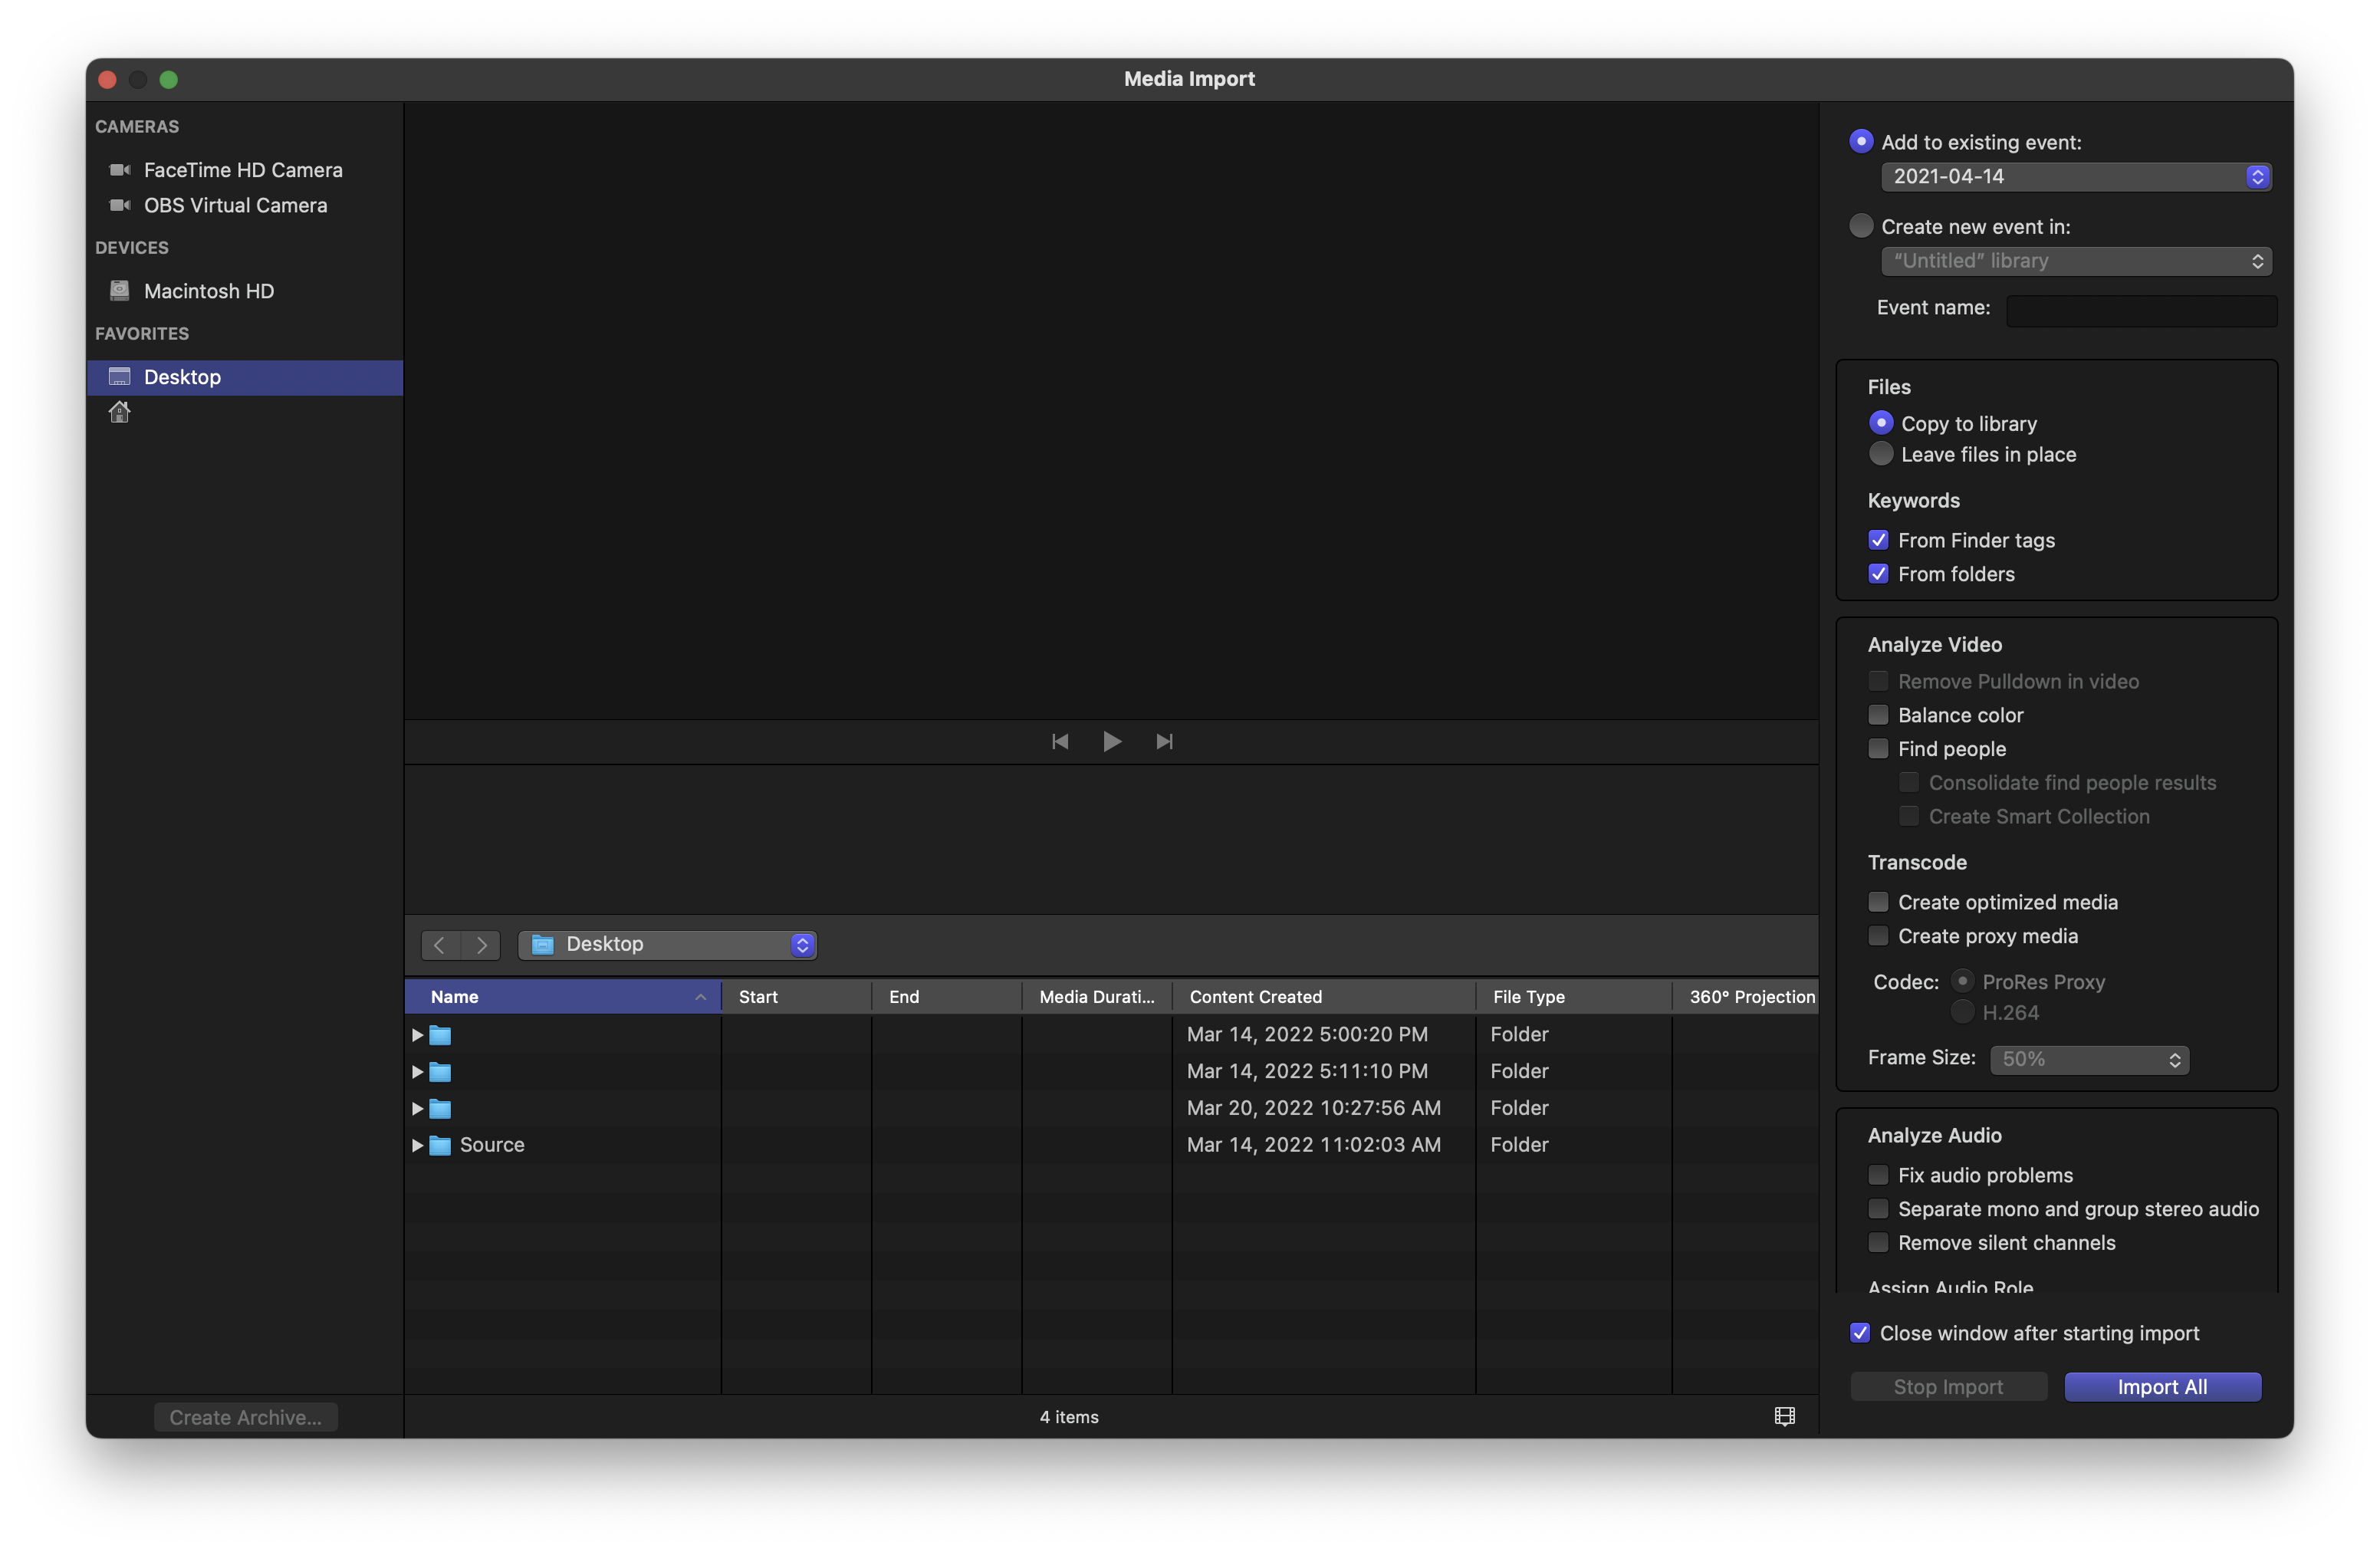 Media Import
CAMERAS
FaceTime HD Camera
OBS Virtual Camera
DEVICES
Macintosh HD
FAVORITES
Desktop
Create Archive...
Desktop
Name Start End Media Durati... Content Created File Type 360° Projection
Mar 14, 2022 5:00:20 PM Folder
Mar 14, 2022 5:11:10 PM Folder
Mar 20, 2022 10:27:56 AM Folder
Source Mar 14, 2022 11:02:03 AM Folder
4 items
Add to existing event:
2021-04-14
Create new event in:
“Untitled” library
Event name:
Files
Copy to library
Leave files in place
Keywords
From Finder tags
From folders
Analyze Video
Remove Pulldown in video
Balance color
Find people
Consolidate find people results
Create Smart Collection
Transcode
Create optimized media
Create proxy media
Codec: ProRes Proxy
H.264
Frame Size: 50%
Analyze Audio
Fix audio problems
Separate mono and group stereo audio
Remove silent channels
Assign Audio Role
Close window after starting import
Stop Import Import All